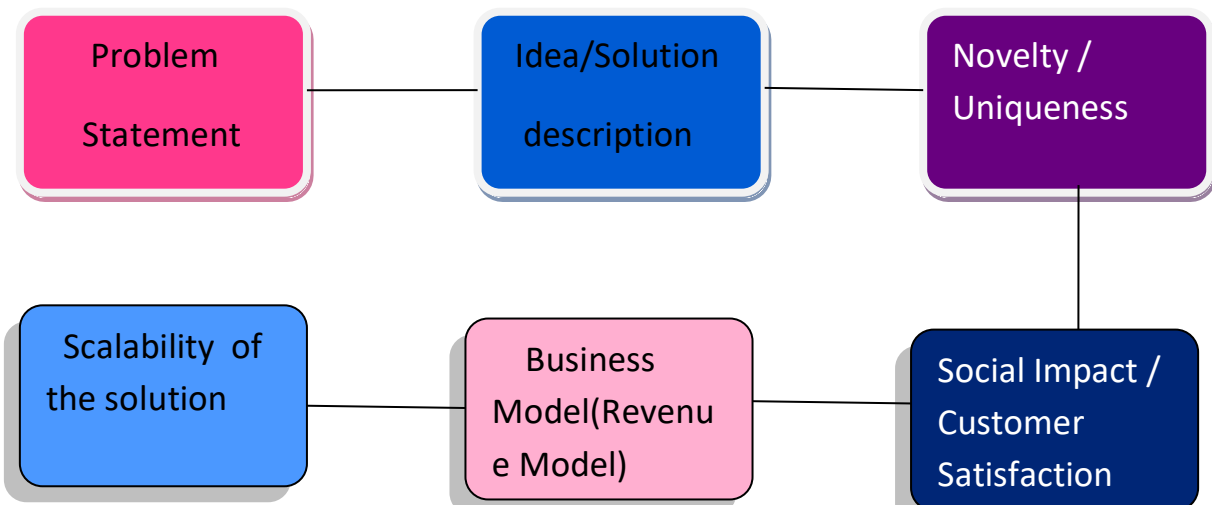 Problem
Statement
Idea/Solution
description
Novelty /
Uniqueness
Scalability of
the solution
Business
Model(Revenu
e Model)
Social Impact /
Customer
Satisfaction